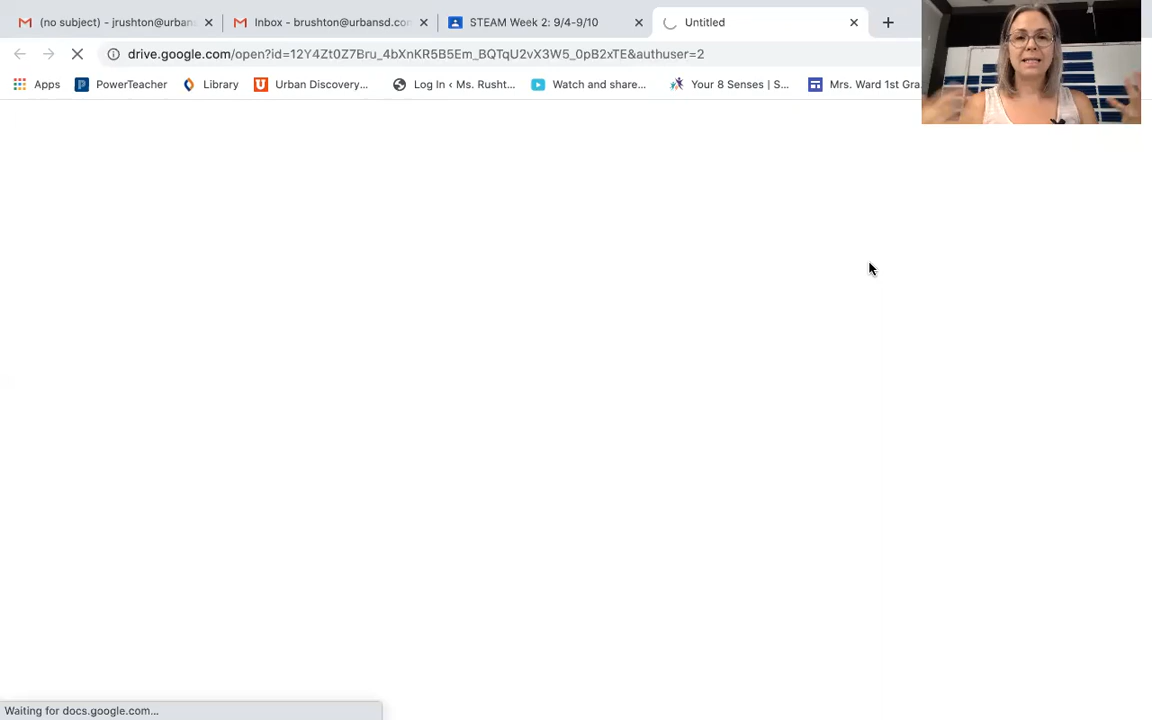 (no subject) - jrushton@urbans
Inbox - brushton@urbansd.com
STEAM Week 2: 9/4-9/10
Untitled
drive.google.com/open?id=12Y4Zt0Z7Bru_4bXnKR5B5Em_BQTqU2vX3W5_0pB2xTE&authuser=2
Apps
PowerTeacher
Library
Urban Discovery...
Log In ‹ Ms. Rusht...
Watch and share...
Your 8 Senses | S...
Mrs. Ward 1st Gra
Waiting for docs.google.com...